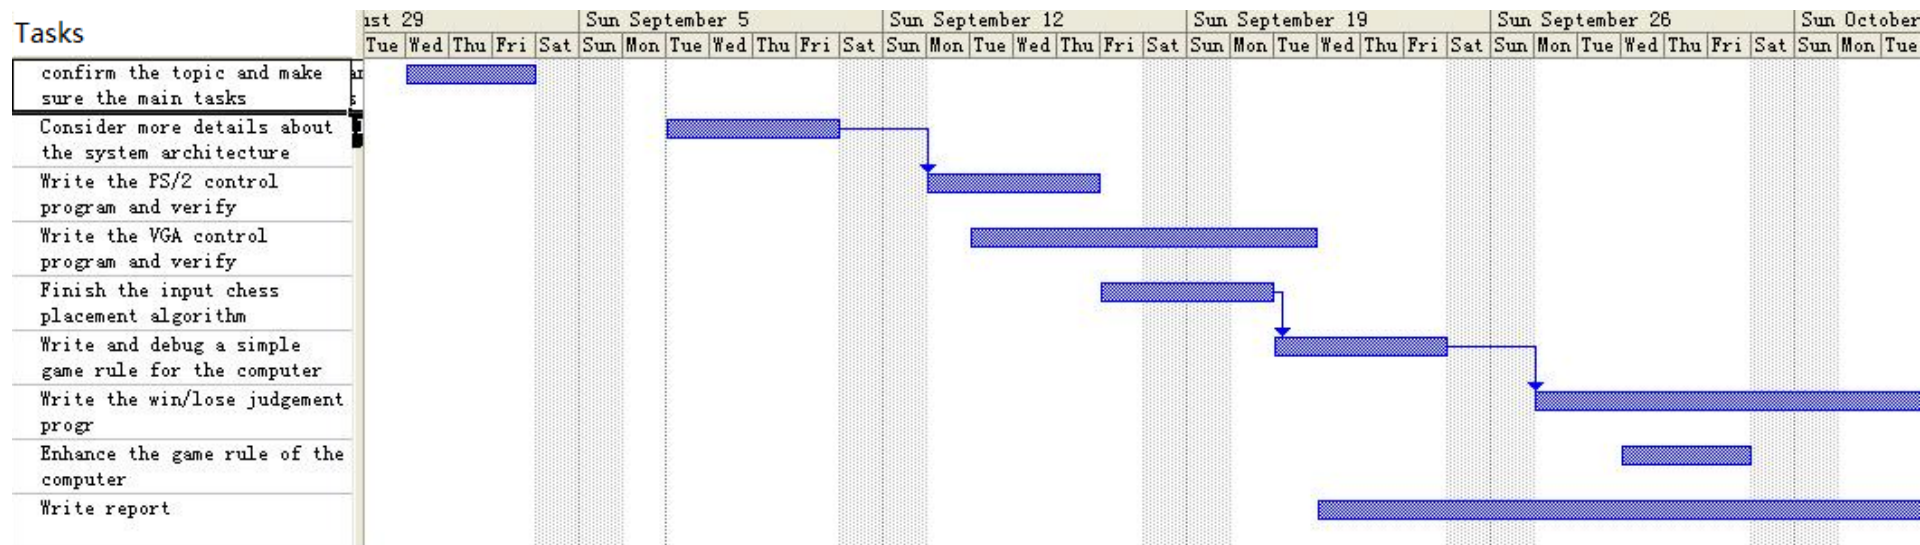 Tasks
ust 29 Sun September 5 Sun September 12 Sun September 19 Sun September 26 Sun October
Tue Wed Thu Fri Sat Sun Mon Tue Wed Thu Fri Sat Sun Mon Tue Wed Thu Fri Sat Sun Mon Tue Wed Thu Fri Sat Sun Mon Tue Wed Thu Fri Sat Sun Mon Tue
confirm the topic and make
sure the main tasks
Consider more details about
the system architecture
Write the PS/2 control
program and verify
Write the VGA control
program and verify
Finish the input chess
placement algorithm
Write and debug a simple
game rule for the computer
Write the win/lose judgement
progr
Enhance the game rule of the
computer
Write report